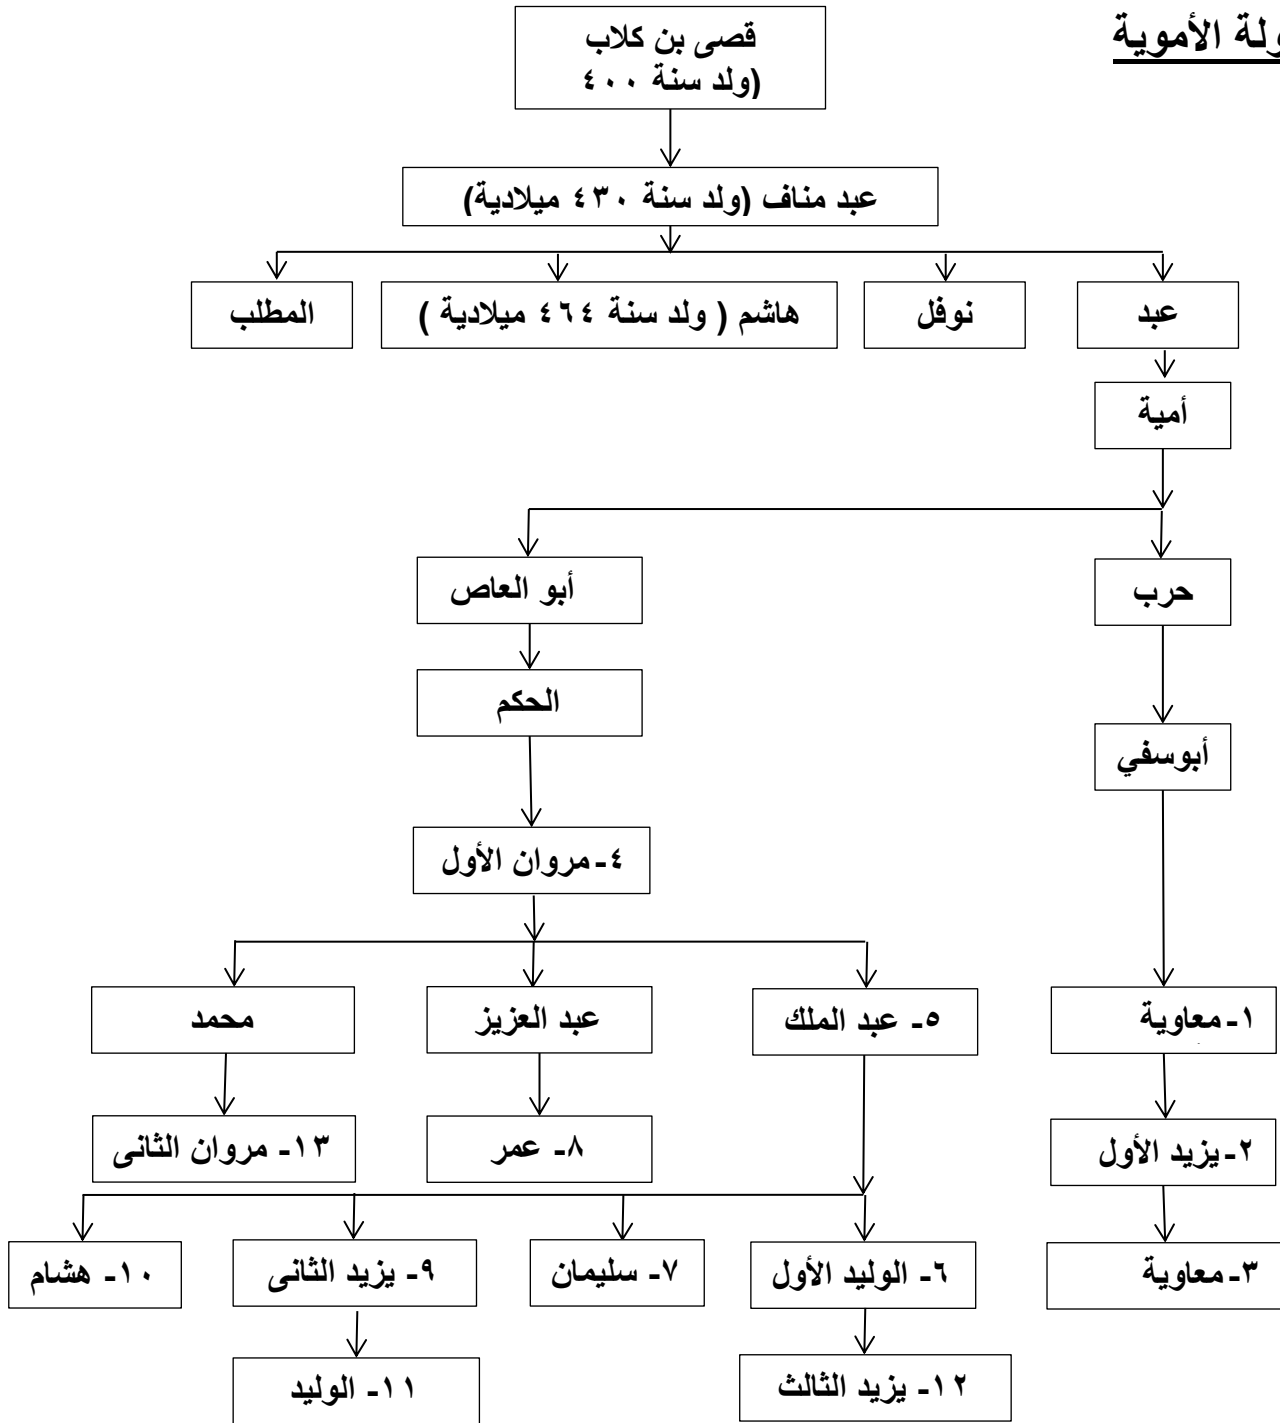 ولة الأموية
قصى بن كلاب
(ولد سنة ٤٠٠
عبد مناف (ولد سنة ٤٣٠ ميلادية)
عبد
نوفل
هاشم ( ولد سنة ٤٦٤ ميلادية )
المطلب
أمية
حرب
أبو العاص
الحكم
أبوسفي
٤- مروان الأول
١- معاوية
٥- عبد الملك
عبد العزيز
محمد
٢- يزيد الأول
٨- عمر
١٣- مروان الثانى
٣- معاوية
٦- الوليد الأول
٧- سليمان
٩- يزيد الثانى
١٠- هشام
١٢- يزيد الثالث
١١- الوليد